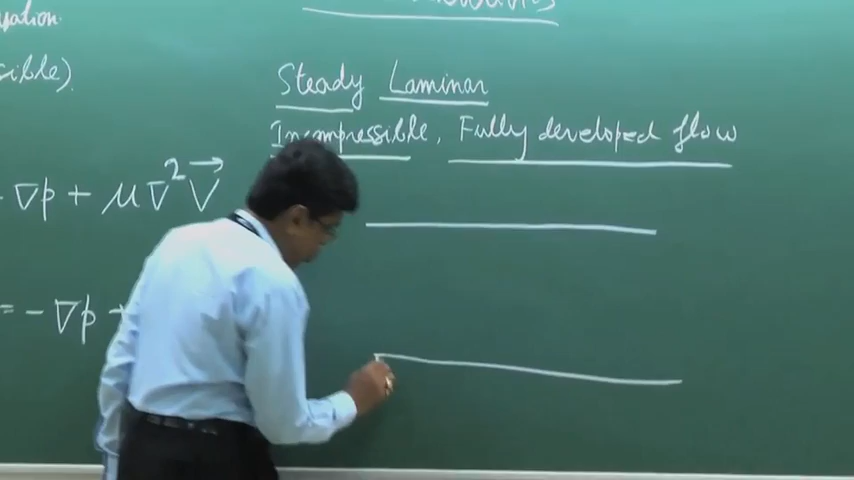 sible).
- ∇p + μ∇²V⃗
= - ∇p +
Steady Laminar
Incompressible, Fully developed flow